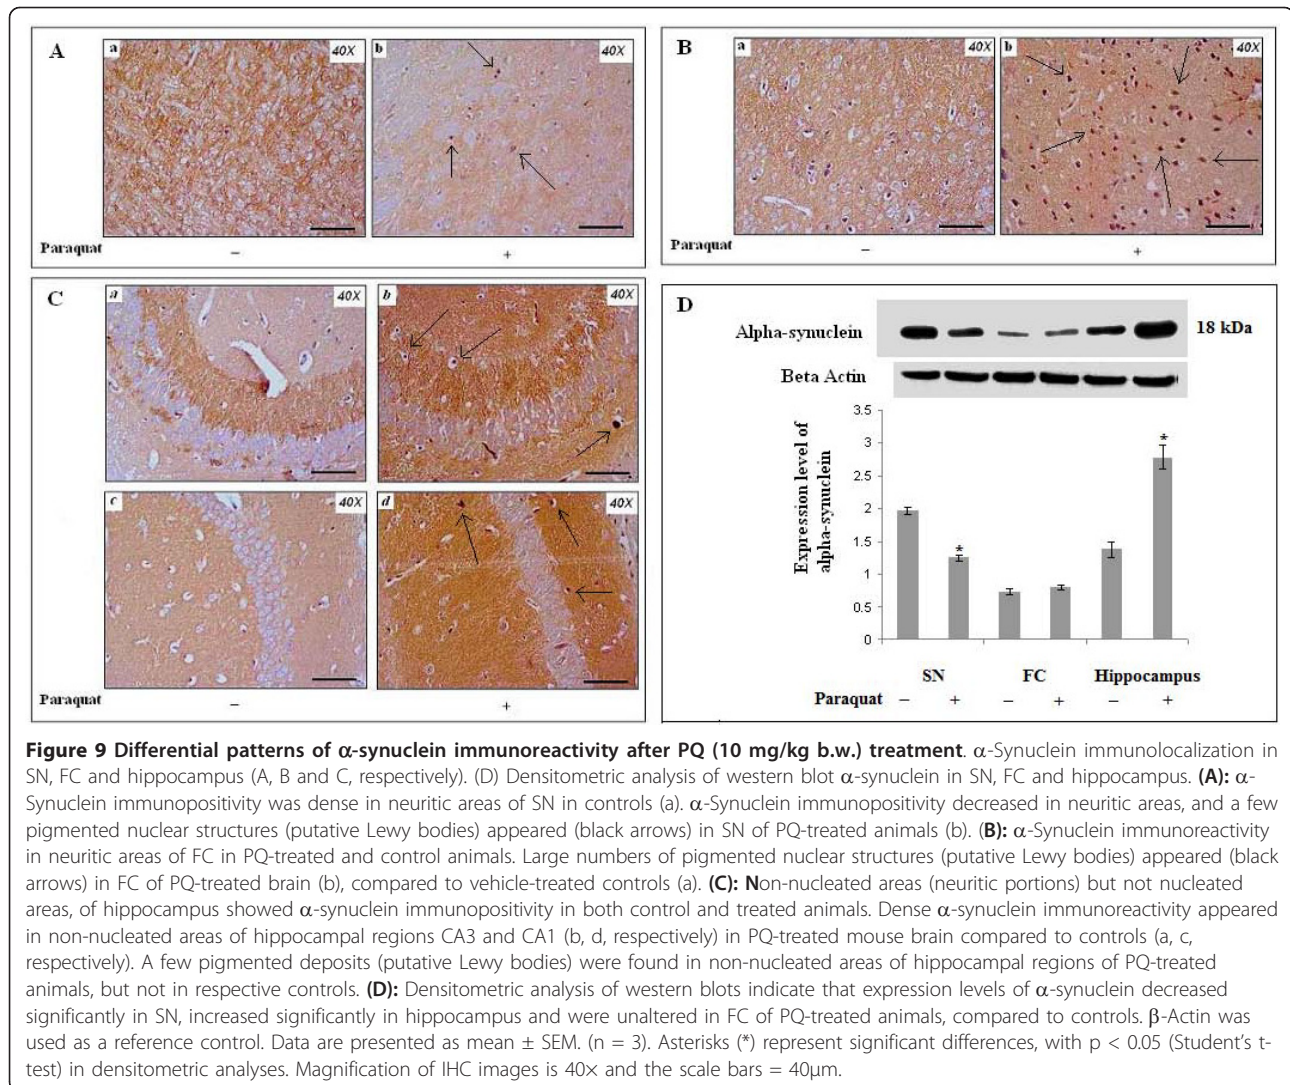 A
a
40X
b
40X
Paraquat
–
+
B
a
40X
b
40X
Paraquat
–
+
C
a
40X
b
40X
c
40X
d
40X
Paraquat
–
+
D
Alpha-synuclein
18 kDa
Beta Actin
Expression level of
alpha-synuclein
3.5
3
2.5
2
1.5
1
0.5
0
*
*
SN
FC
Hippocampus
Paraquat – + – + – +
Figure 9 Differential patterns of α-synuclein immunoreactivity after PQ (10 mg/kg b.w.) treatment. α-Synuclein immunolocalization in
SN, FC and hippocampus (A, B and C, respectively). (D) Densitometric analysis of western blot α-synuclein in SN, FC and hippocampus. (A): α-
Synuclein immunopositivity was dense in neuritic areas of SN in controls (a). α-Synuclein immunopositivity decreased in neuritic areas, and a few
pigmented nuclear structures (putative Lewy bodies) appeared (black arrows) in SN of PQ-treated animals (b). (B): α-Synuclein immunoreactivity
in neuritic areas of FC in PQ-treated and control animals. Large numbers of pigmented nuclear structures (putative Lewy bodies) appeared (black
arrows) in FC of PQ-treated brain (b), compared to vehicle-treated controls (a). (C): Non-nucleated areas (neuritic portions) but not nucleated
areas, of hippocampus showed α-synuclein immunopositivity in both control and treated animals. Dense α-synuclein immunoreactivity appeared
in non-nucleated areas of hippocampal regions CA3 and CA1 (b, d, respectively) in PQ-treated mouse brain compared to controls (a, c,
respectively). A few pigmented deposits (putative Lewy bodies) were found in non-nucleated areas of hippocampal regions of PQ-treated
animals, but not in respective controls. (D): Densitometric analysis of western blots indicate that expression levels of α-synuclein decreased
significantly in SN, increased significantly in hippocampus and were unaltered in FC of PQ-treated animals, compared to controls. β-Actin was
used as a reference control. Data are presented as mean ± SEM. (n = 3). Asterisks (*) represent significant differences, with p < 0.05 (Student's t-
test) in densitometric analyses. Magnification of IHC images is 40× and the scale bars = 40μm.